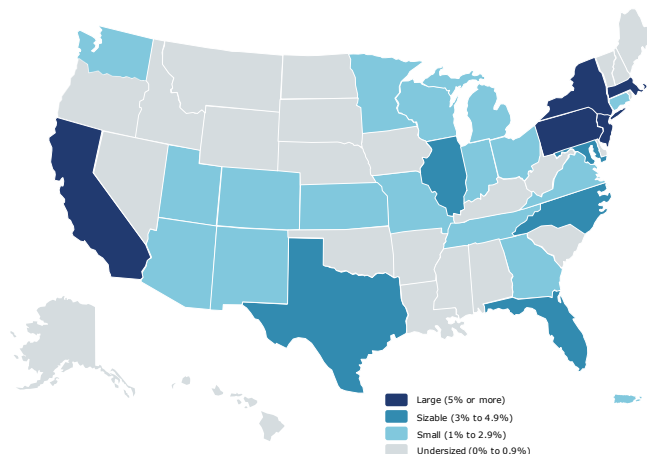 Large (5% or more)
Sizable (3% to 4.9%)
Small (1% to 2.9%)
Undersized (0% to 0.9%)